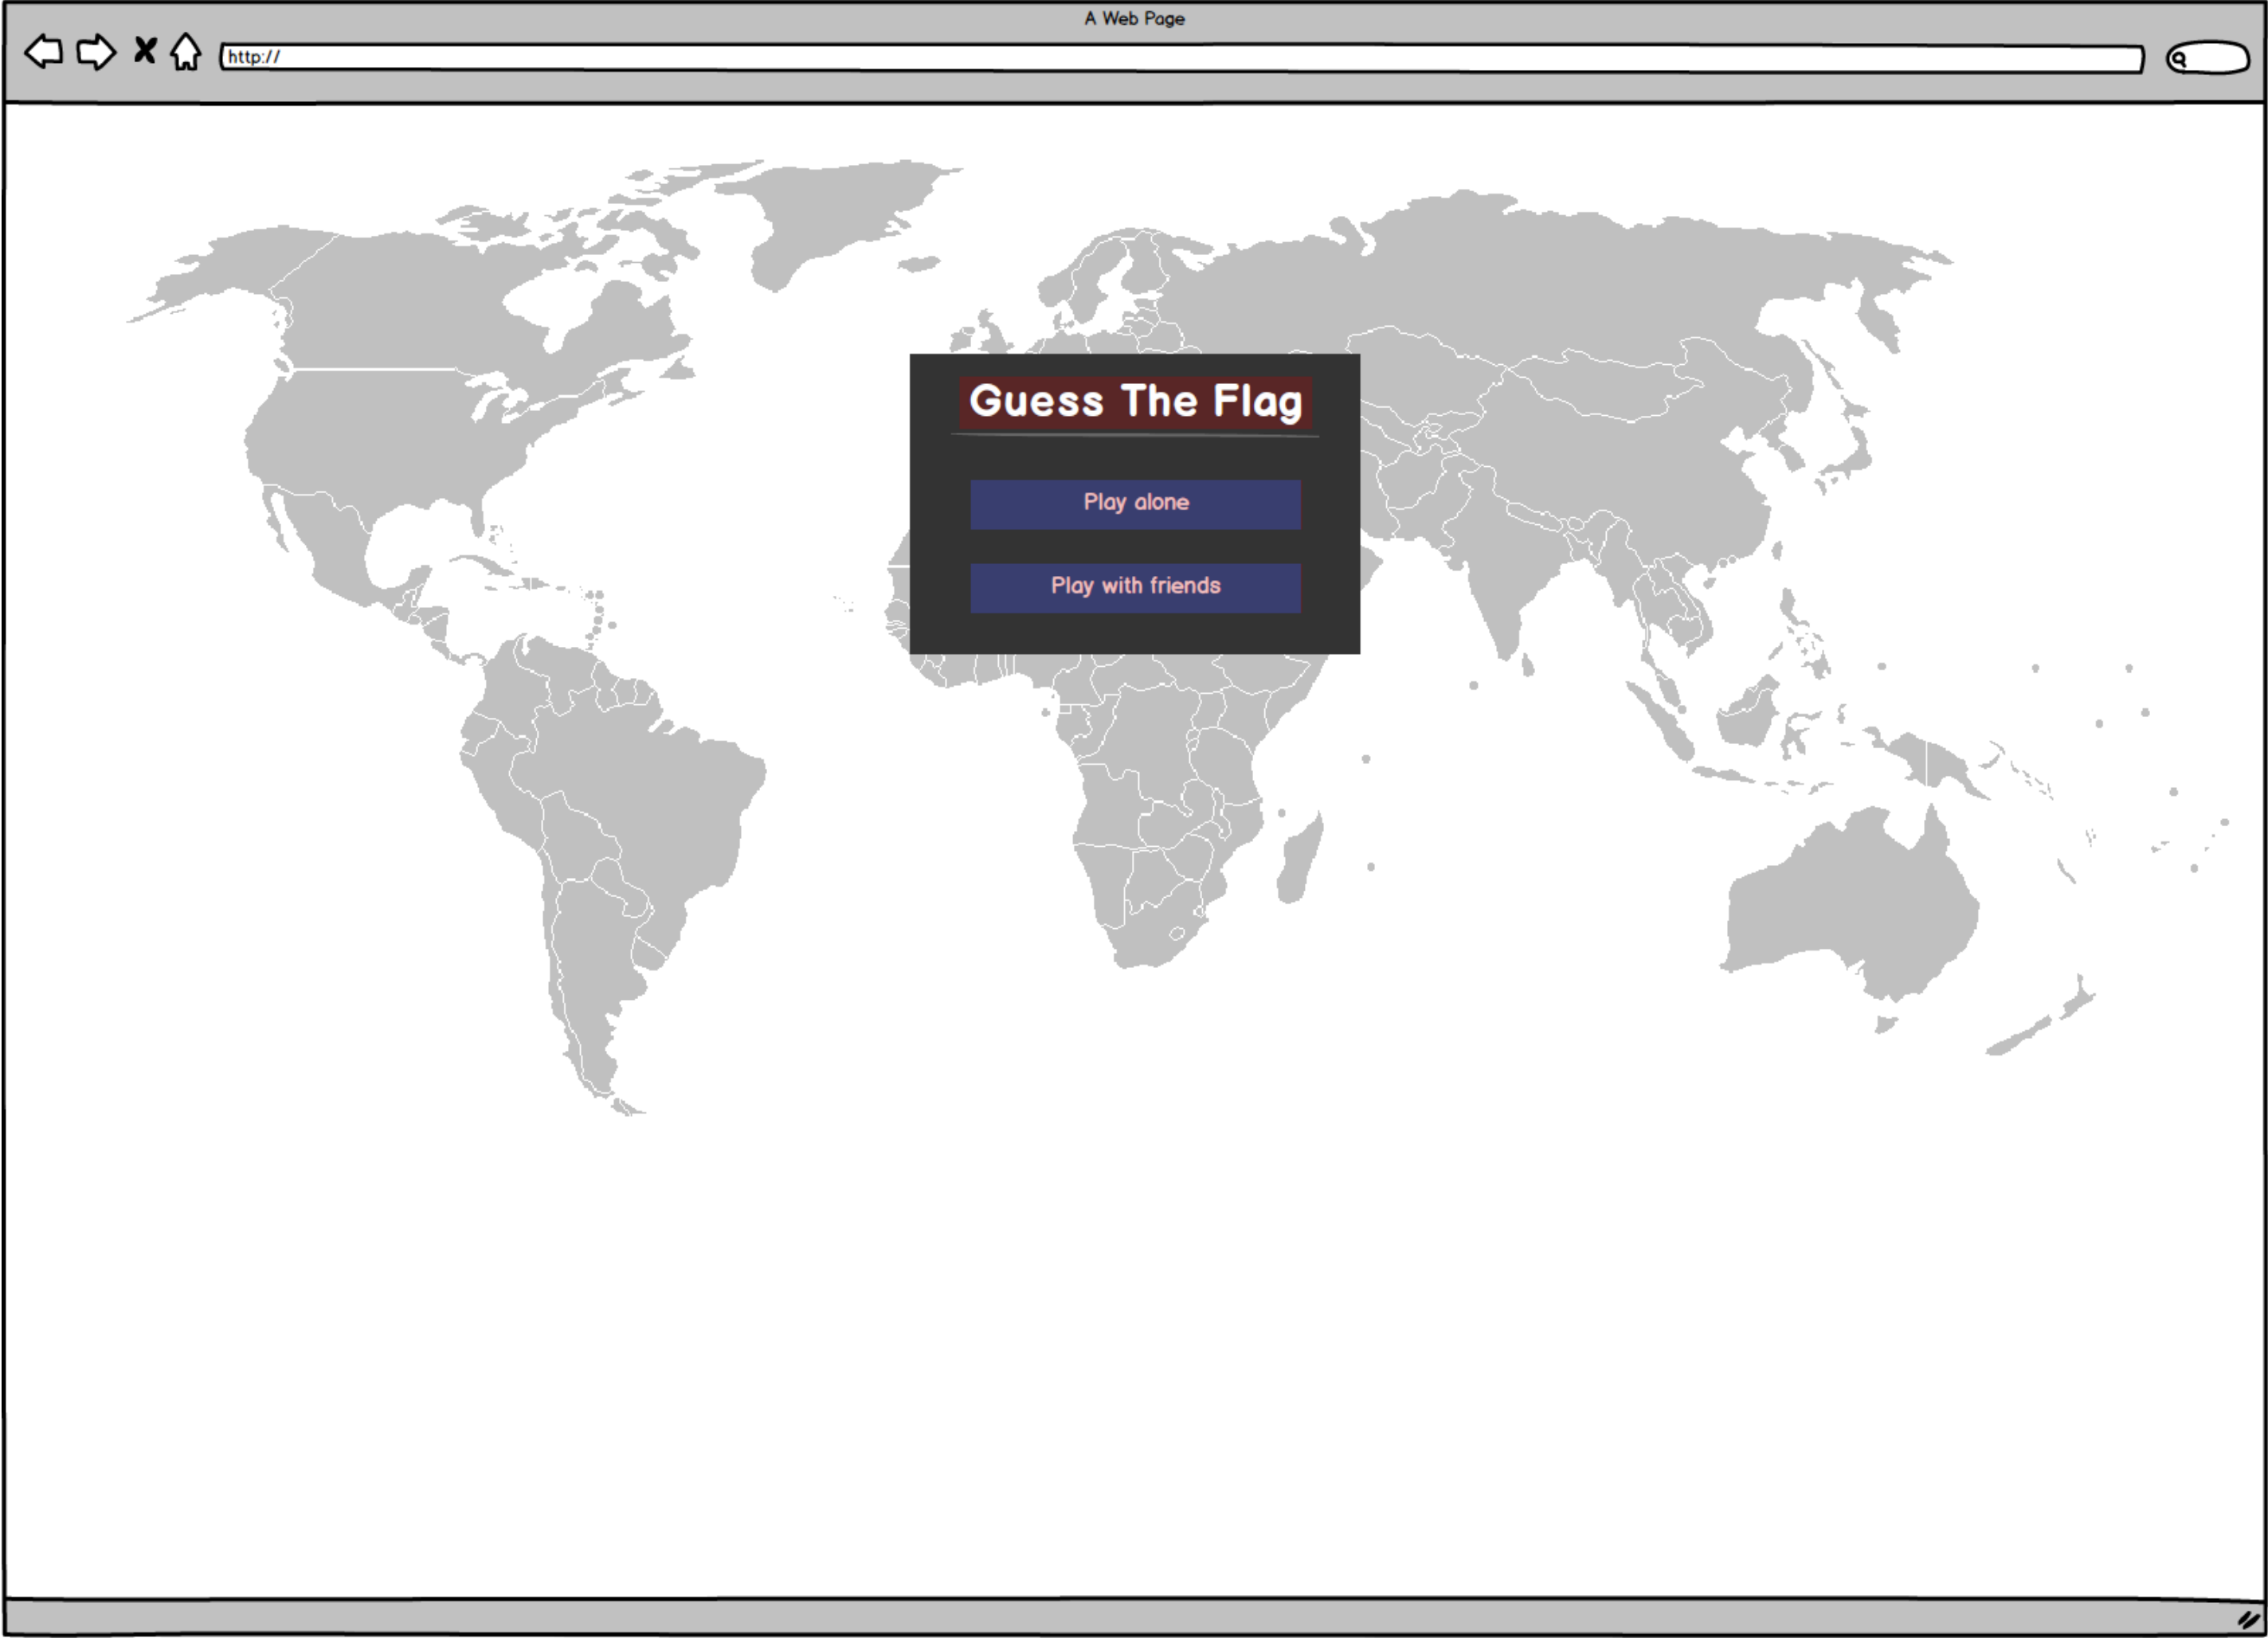 A Web Page
http://
Guess The Flag
Play alone
Play with friends